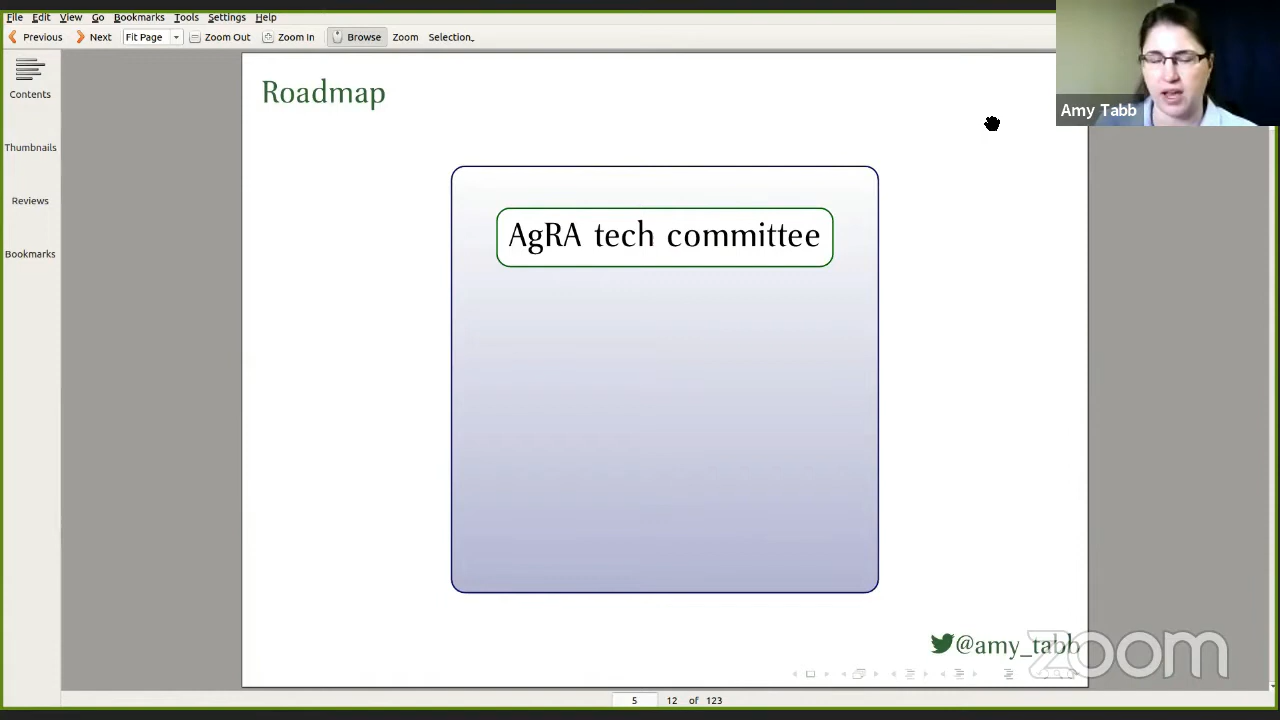 File Edit View Go Bookmarks Tools Settings Help
Previous Next Fit Page Zoom Out Zoom In Browse Zoom Selection
Contents
Thumbnails
Reviews
Bookmarks
Roadmap
Amy Tabb
AgRA tech committee
@amy_tabb
zoom
5 12 of 123